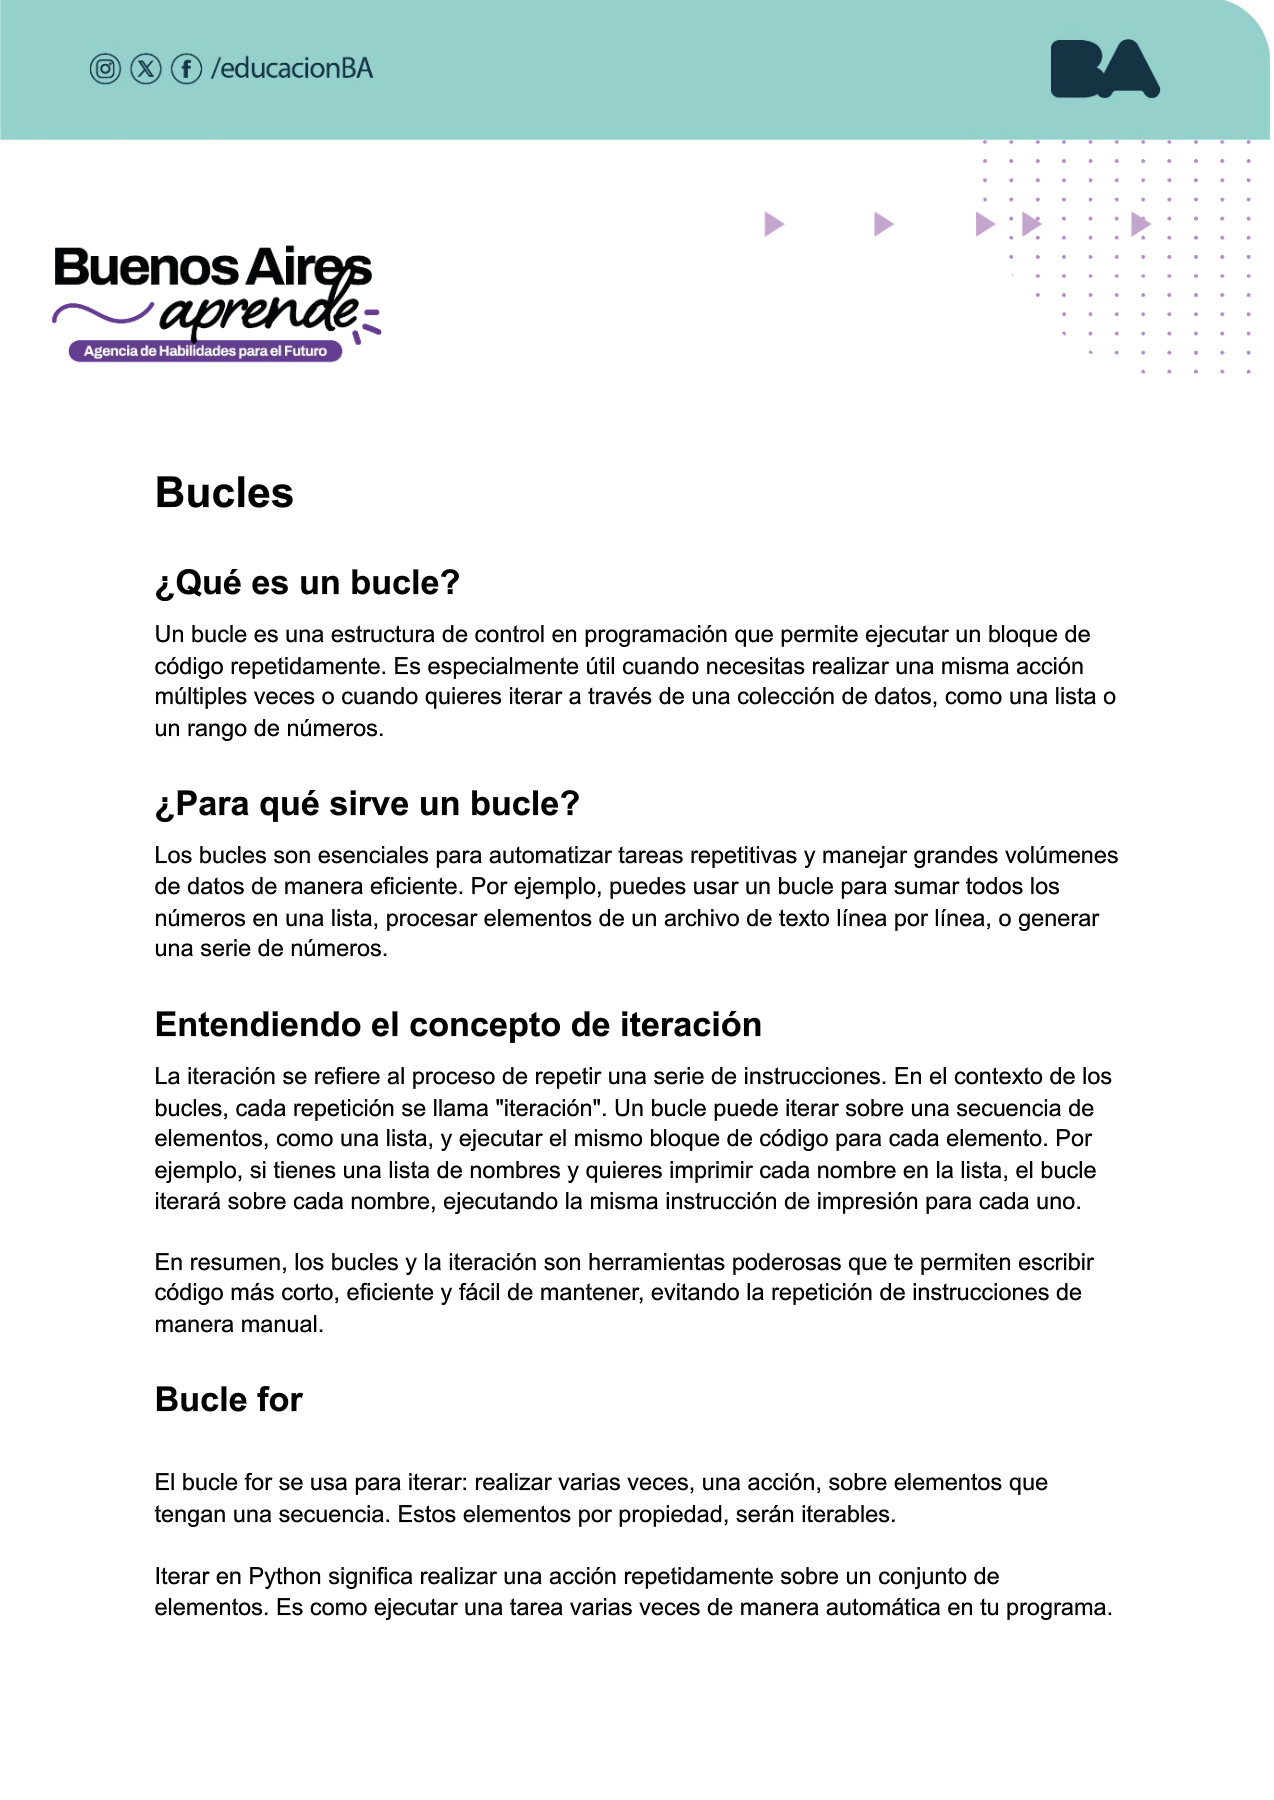 /educacionBA
BA
Buenos Aires
aprende
Agencia de Habilidades para el Futuro
Bucles
¿Qué es un bucle?
Un bucle es una estructura de control en programación que permite ejecutar un bloque de
código repetidamente. Es especialmente útil cuando necesitas realizar una misma acción
múltiples veces o cuando quieres iterar a través de una colección de datos, como una lista o
un rango de números.
¿Para qué sirve un bucle?
Los bucles son esenciales para automatizar tareas repetitivas y manejar grandes volúmenes
de datos de manera eficiente. Por ejemplo, puedes usar un bucle para sumar todos los
números en una lista, procesar elementos de un archivo de texto línea por línea, o generar
una serie de números.
Entendiendo el concepto de iteración
La iteración se refiere al proceso de repetir una serie de instrucciones. En el contexto de los
bucles, cada repetición se llama "iteración". Un bucle puede iterar sobre una secuencia de
elementos, como una lista, y ejecutar el mismo bloque de código para cada elemento. Por
ejemplo, si tienes una lista de nombres y quieres imprimir cada nombre en la lista, el bucle
iterará sobre cada nombre, ejecutando la misma instrucción de impresión para cada uno.
En resumen, los bucles y la iteración son herramientas poderosas que te permiten escribir
código más corto, eficiente y fácil de mantener, evitando la repetición de instrucciones de
manera manual.
Bucle for
El bucle for se usa para iterar: realizar varias veces, una acción, sobre elementos que
tengan una secuencia. Estos elementos por propiedad, serán iterables.
Iterar en Python significa realizar una acción repetidamente sobre un conjunto de
elementos. Es como ejecutar una tarea varias veces de manera automática en tu programa.